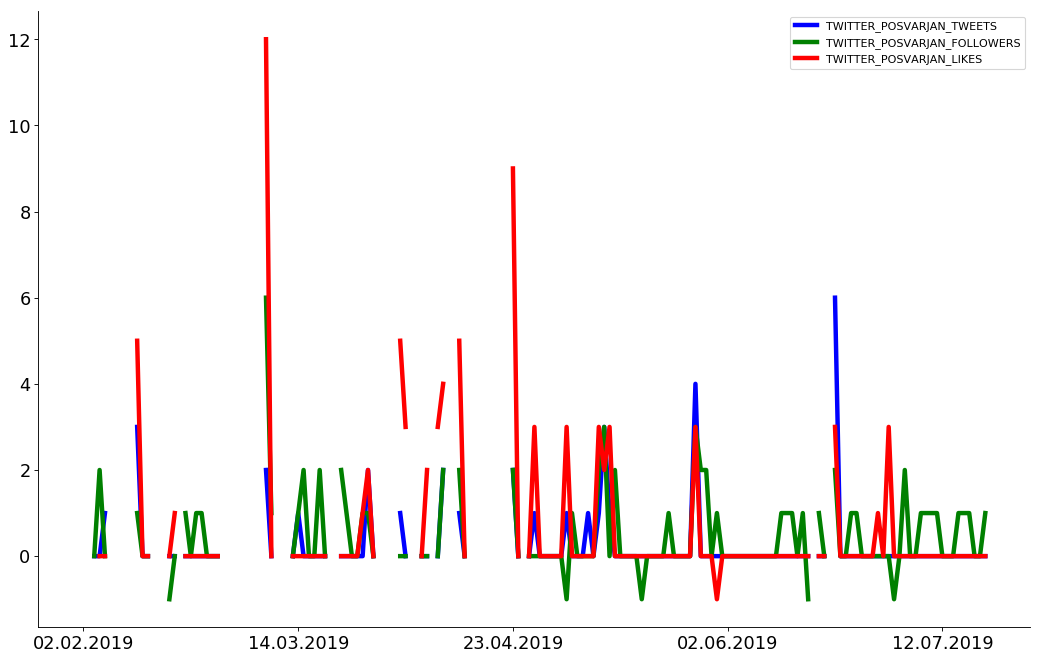 TWITTER_POSVARJAN_TWEETS
TWITTER_POSVARJAN_FOLLOWERS
TWITTER_POSVARJAN_LIKES
12
10
8
6
4
2
0
02.02.2019 14.03.2019 23.04.2019 02.06.2019 12.07.2019